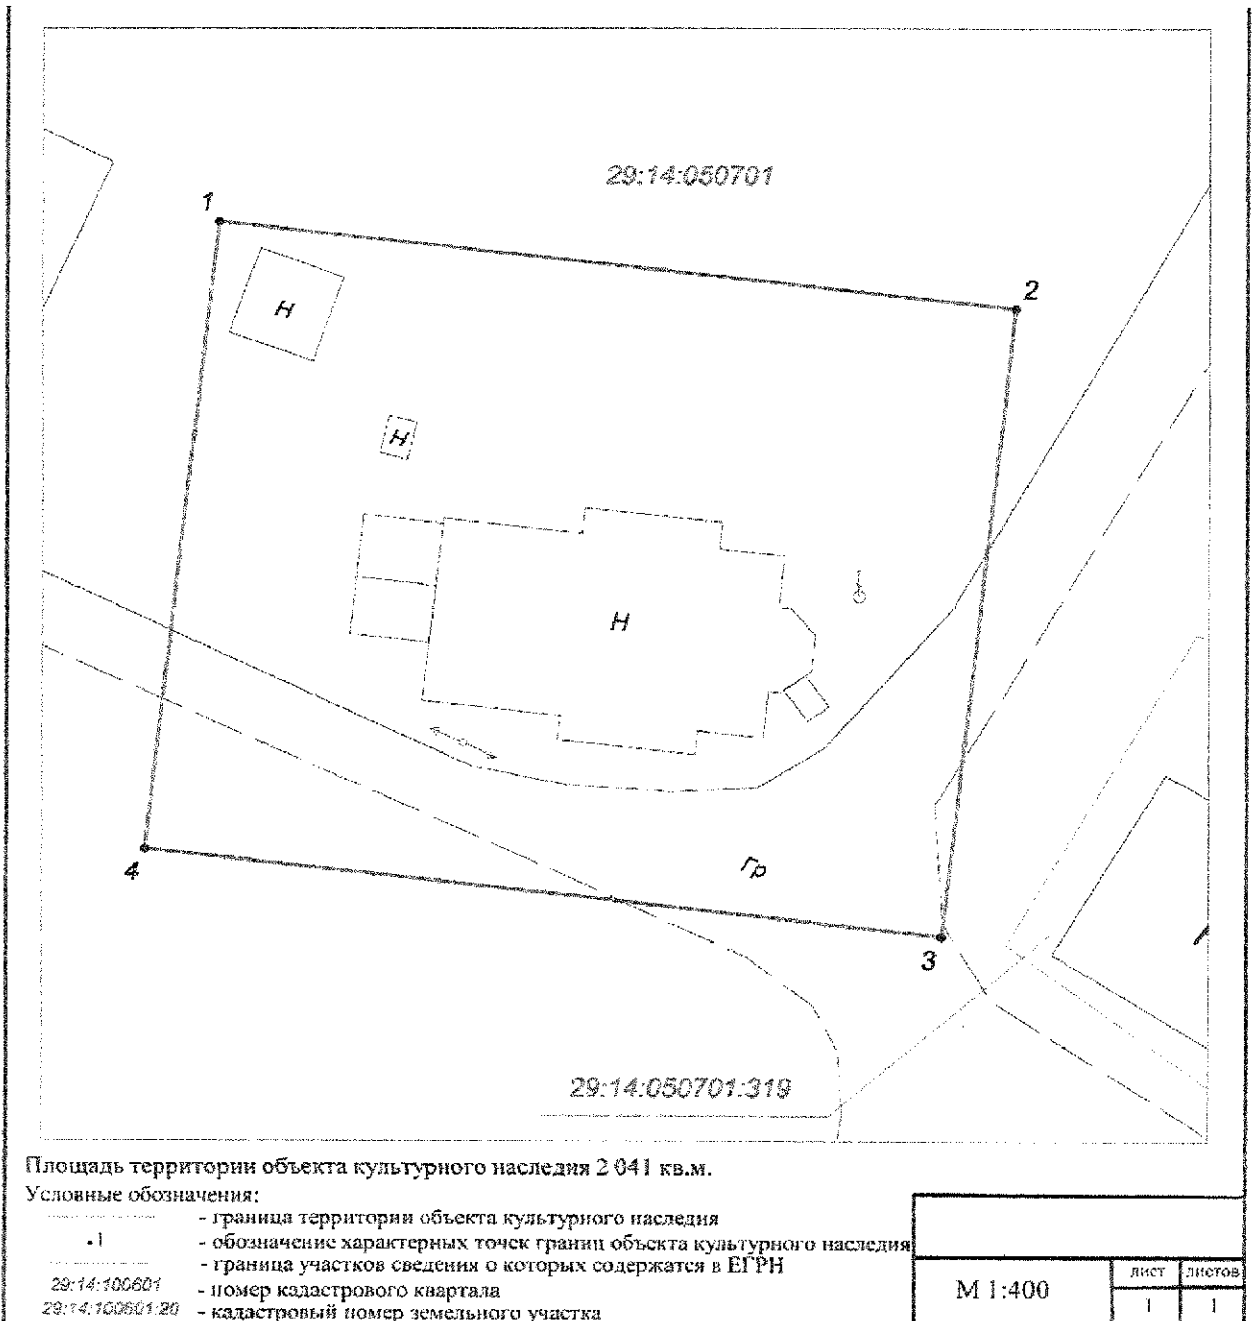 29:14:050701
1
2
Н
Н
Н
Гр
4
3
29:14:050701:319
Площадь территории объекта культурного наследия 2 041 кв.м.
Условные обозначения:
- граница территории объекта культурного наследия
.1 - обозначение характерных точек границ объекта культурного наследия
- граница участков сведения о которых содержатся в ЕГРН
29:14:100601 - номер кадастрового квартала
29:14:100601:20 - кадастровый номер земельного участка
М 1:400
лист листов
1 1